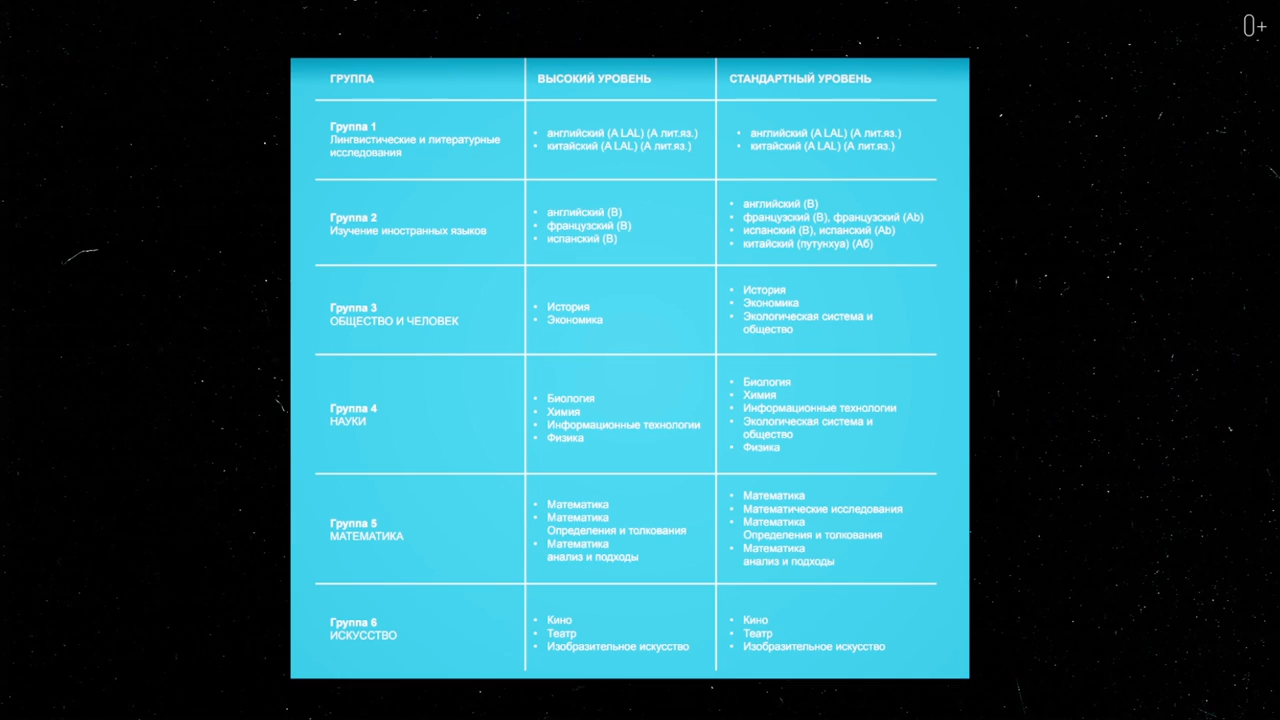 0+
ГРУППА
ВЫСОКИЙ УРОВЕНЬ
СТАНДАРТНЫЙ УРОВЕНЬ
Группа 1
Лингвистические и литературные
исследования
• английский (A LAL) (А лит.яз.)
• китайский (A LAL) (А лит.яз.)
• английский (A LAL) (А лит.яз.)
• китайский (A LAL) (А лит.яз.)
Группа 2
Изучение иностранных языков
• английский (B)
• французский (B)
• испанский (B)
• английский (B)
• французский (B), французский (Ab)
• испанский (B), испанский (Ab)
• китайский (путунхуа) (Аб)
Группа 3
ОБЩЕСТВО И ЧЕЛОВЕК
• История
• Экономика
• История
• Экономика
• Экологическая система и
общество
Группа 4
НАУКИ
• Биология
• Химия
• Информационные технологии
• Физика
• Биология
• Химия
• Информационные технологии
• Экологическая система и
общество
• Физика
Группа 5
МАТЕМАТИКА
• Математика
• Математика
Определения и толкования
• Математика
анализ и подходы
• Математика
• Математические исследования
• Математика
Определения и толкования
• Математика
анализ и подходы
Группа 6
ИСКУССТВО
• Кино
• Театр
• Изобразительное искусство
• Кино
• Театр
• Изобразительное искусство